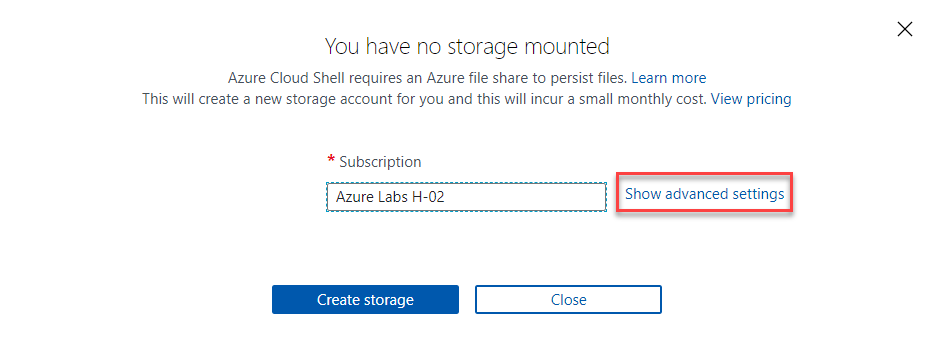 You have no storage mounted
Azure Cloud Shell requires an Azure file share to persist files. Learn more
This will create a new storage account for you and this will incur a small monthly cost. View pricing
* Subscription
Azure Labs H-02
Show advanced settings
Create storage
Close